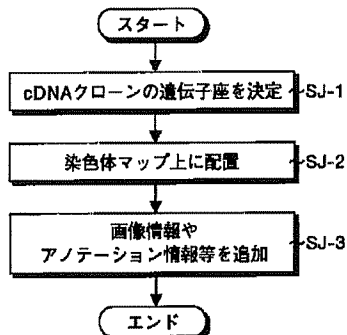 スタート
cDNAクローンの遺伝子座を決定
SJ-1
染色体マップ上に配置
SJ-2
画像情報や
アノテーション情報等を追加
SJ-3
エンド